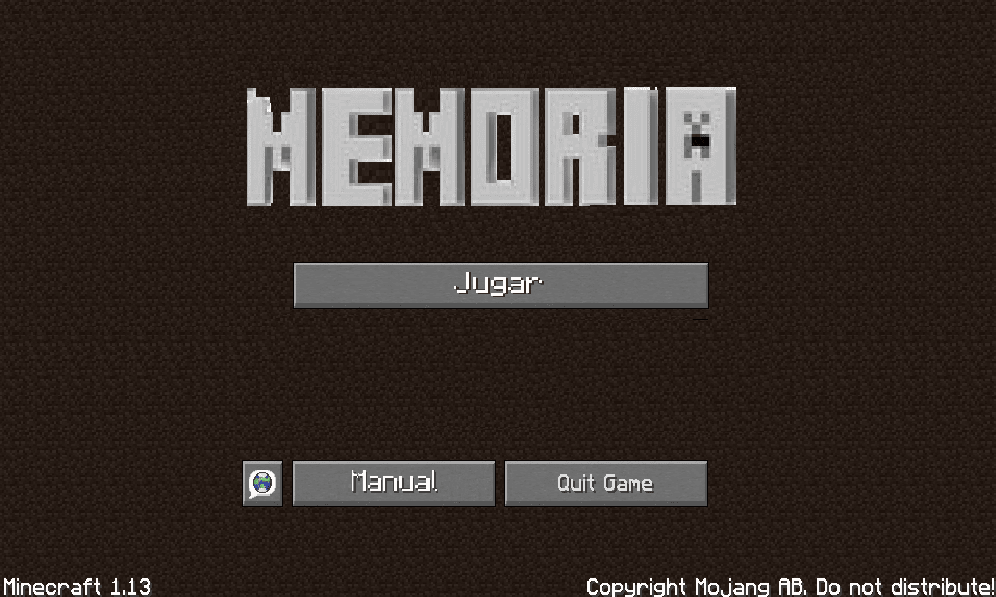 MEMORIA
Jugar
Manual
Quit Game
Minecraft 1.13
Copyright Mojang AB. Do not distribute!